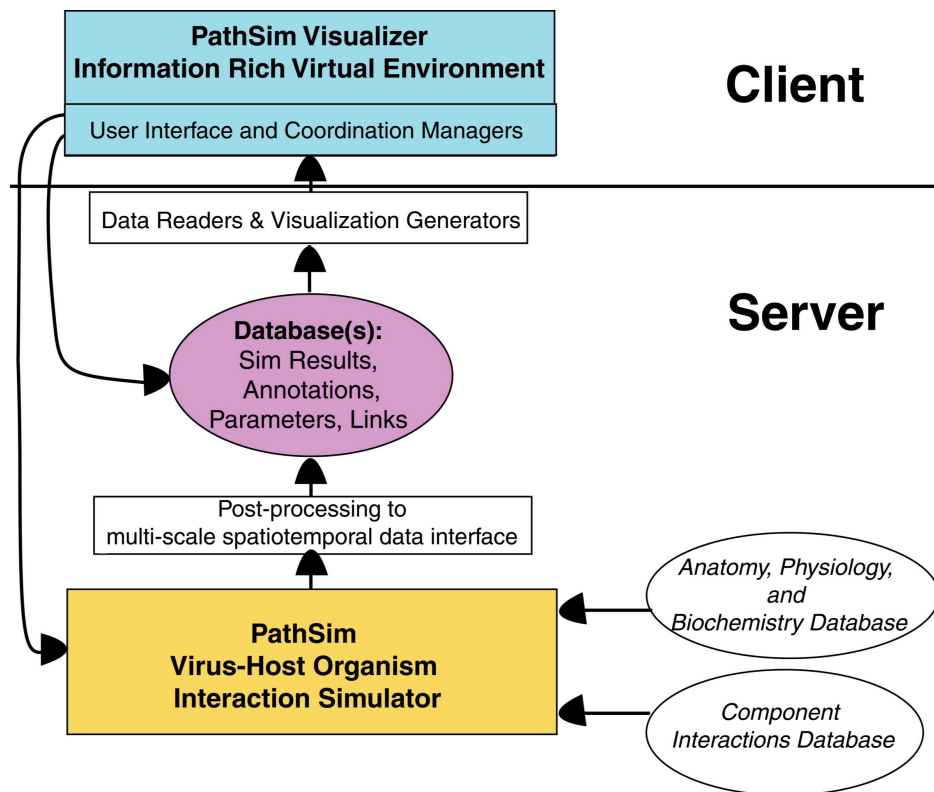 PathSim Visualizer
Information Rich Virtual Environment
User Interface and Coordination Managers
Client
Data Readers & Visualization Generators
Server
Database(s):
Sim Results,
Annotations,
Parameters, Links
Post-processing to
multi-scale spatiotemporal data interface
PathSim
Virus-Host Organism
Interaction Simulator
Anatomy, Physiology,
and
Biochemistry Database
Component
Interactions Database